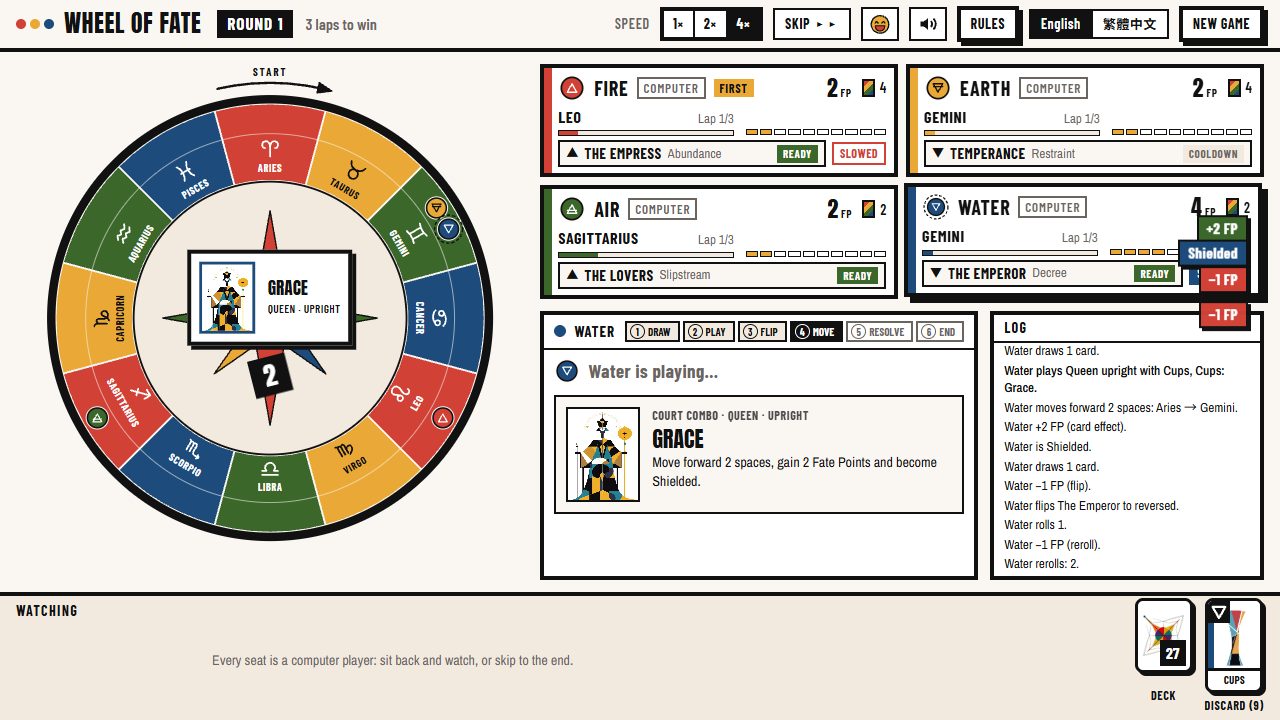 WHEEL OF FATE
ROUND 1
3 laps to win
SPEED
1×
2×
4×
SKIP ▸ ▸
RULES
English
繁體中文
NEW GAME
START
ARIES
TAURUS
GEMINI
CANCER
LEO
VIRGO
LIBRA
SCORPIO
SAGITTARIUS
CAPRICORN
AQUARIUS
PISCES
GRACE
QUEEN · UPRIGHT
2
FIRE
COMPUTER
FIRST
2 FP
4
LEO
Lap 1/3
THE EMPRESS Abundance
READY
SLOWED
EARTH
COMPUTER
2 FP
4
GEMINI
Lap 1/3
TEMPERANCE Restraint
COOLDOWN
AIR
COMPUTER
2 FP
2
SAGITTARIUS
Lap 1/3
THE LOVERS Slipstream
READY
WATER
COMPUTER
4 FP
2
GEMINI
Lap 1/3
THE EMPEROR Decree
READY
+2 FP
Shielded
−1 FP
−1 FP
WATER
1 DRAW
2 PLAY
3 FLIP
4 MOVE
5 RESOLVE
6 END
Water is playing...
COURT COMBO · QUEEN · UPRIGHT
GRACE
Move forward 2 spaces, gain 2 Fate Points and become
Shielded.
LOG
Water draws 1 card.
Water plays Queen upright with Cups, Cups:
Grace.
Water moves forward 2 spaces: Aries → Gemini.
Water +2 FP (card effect).
Water is Shielded.
Water draws 1 card.
Water −1 FP (flip).
Water flips The Emperor to reversed.
Water rolls 1.
Water −1 FP (reroll).
Water rerolls: 2.
WATCHING
Every seat is a computer player: sit back and watch, or skip to the end.
27
DECK
CUPS
DISCARD (9)